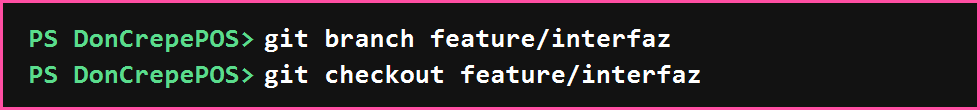 PS DonCrepePOS> git branch feature/interfaz
PS DonCrepePOS> git checkout feature/interfaz